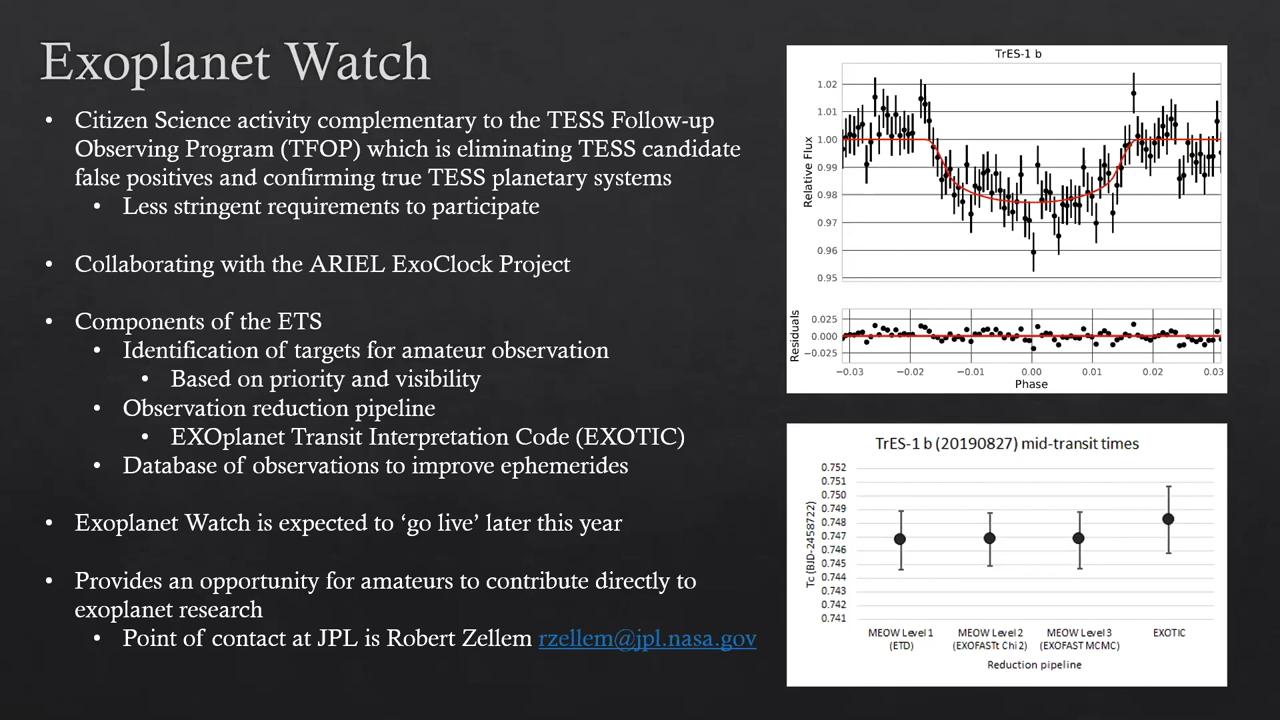 Exoplanet Watch
• Citizen Science activity complementary to the TESS Follow-up
Observing Program (TFOP) which is eliminating TESS candidate
false positives and confirming true TESS planetary systems
• Less stringent requirements to participate
• Collaborating with the ARIEL ExoClock Project
• Components of the ETS
• Identification of targets for amateur observation
• Based on priority and visibility
• Observation reduction pipeline
• EXOplanet Transit Interpretation Code (EXOTIC)
• Database of observations to improve ephemerides
• Exoplanet Watch is expected to ‘go live’ later this year
• Provides an opportunity for amateurs to contribute directly to
exoplanet research
• Point of contact at JPL is Robert Zellem rzellem@jpl.nasa.gov
TrES-1 b
Relative Flux
1.02
1.01
1.00
0.99
0.98
0.97
0.96
0.95
Residuals
0.025
0.000
−0.025
−0.03 −0.02 −0.01 0.00 0.01 0.02 0.03
Phase
TrES-1 b (20190827) mid-transit times
Tc (BJD-2458722)
0.752
0.751
0.750
0.749
0.748
0.747
0.746
0.745
0.744
0.743
0.742
0.741
MEOW Level 1 MEOW Level 2 MEOW Level 3 EXOTIC
(ETD) (EXOFASTt Chi 2) (EXOFAST MCMC)
Reduction pipeline